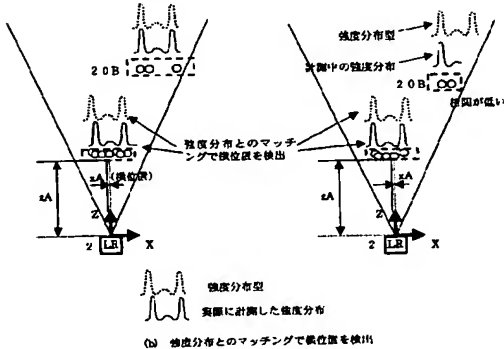 20B
強度分布とのマッチング
で横位置を検出
zA
xA (横位置)
Z
2
LR
X
強度分布型
計測中の強度分布
20B
相関が低い
zA
xA
Z
2
LR
X
強度分布型
実際に計測した強度分布
(b) 強度分布とのマッチングで横位置を検出